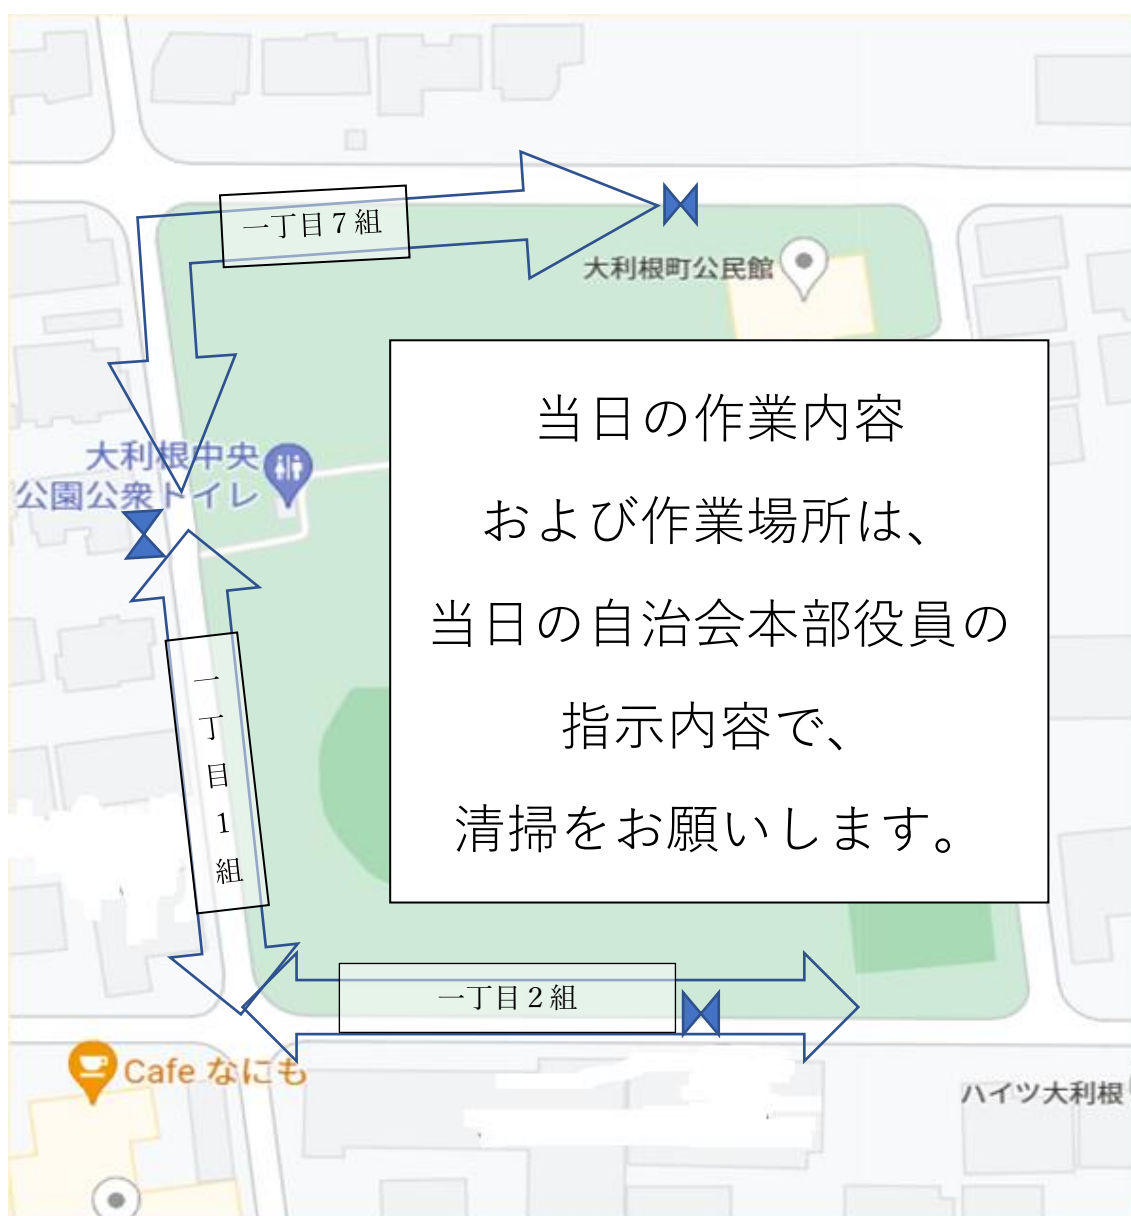 一丁目７組
大利根町公民館
当日の作業内容
および作業場所は、
当日の自治会本部役員の
指示内容で、
清掃をお願いします。
大利根中央
公園公衆トイレ
一丁目１組
一丁目２組
Cafe なにも
ハイツ大利根